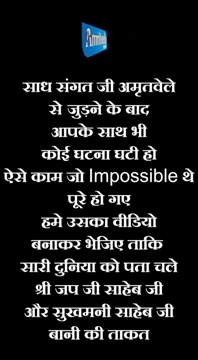 साध संगत जी अमृतवेले
से जुड़ने के बाद
आपके साथ भी
कोई घटना घटी हो
ऐसे काम जो Impossible थे
पूरे हो गए
हमे उसका वीडियो
बनाकर भेजिए ताकि
सारी दुनिया को पता चले
श्री जप जी साहेब जी
और सुखमनी साहेब जी
बानी की ताकत